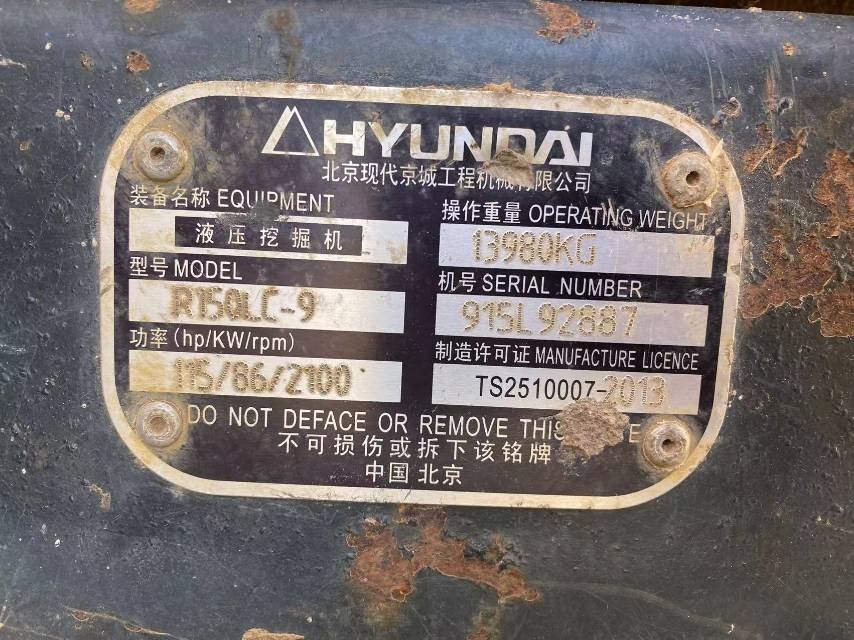 HYUNDAI
北京现代京城工程机械有限公司
装备名称 EQUIPMENT
液压挖掘机
操作重量 OPERATING WEIGHT
13980KG
型号 MODEL
R150LC-9
机号 SERIAL NUMBER
915L92887
功率(hp/KW/rpm)
115/86/2100
制造许可证 MANUFACTURE LICENCE
TS2510007-2013
DO NOT DEFACE OR REMOVE THIS
不可损伤或拆下该铭牌
中国 北京